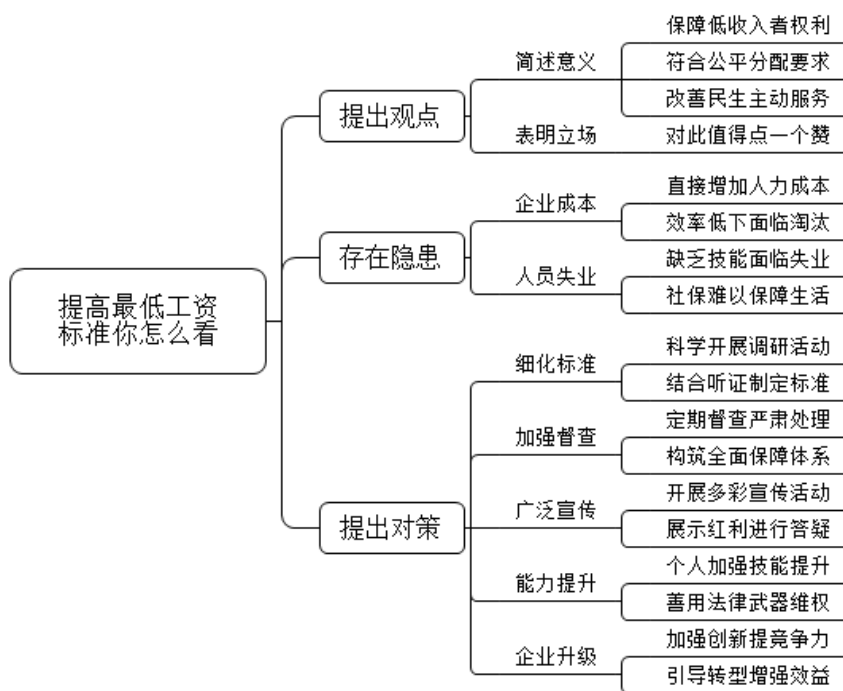 提高最低工资
标准你怎么看
提出观点
简述意义
保障低收入者权利
符合公平分配要求
改善民生主动服务
表明立场
对此值得点一个赞
存在隐患
企业成本
直接增加人力成本
效率低下面临淘汰
人员失业
缺乏技能面临失业
社保难以保障生活
提出对策
细化标准
科学开展调研活动
结合听证制定标准
加强督查
定期督查严肃处理
构筑全面保障体系
广泛宣传
开展多彩宣传活动
展示红利进行答疑
能力提升
个人加强技能提升
善用法律武器维权
企业升级
加强创新提竞争力
引导转型增强效益